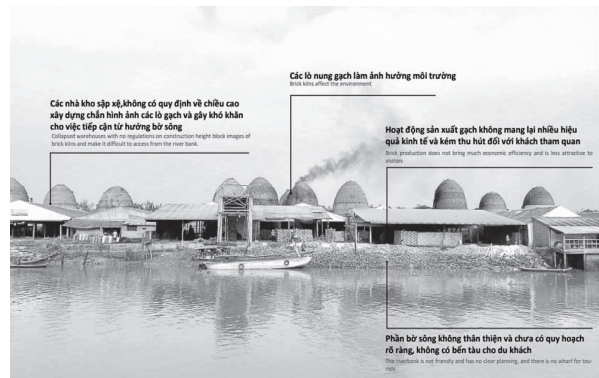 Các lò nung gạch làm ảnh hưởng môi trường
Brick kilns affect the environment
Các nhà kho sập xệ,không có quy định về chiều cao
xây dựng chắn hình ảnh các lò gạch và gây khó khăn
cho việc tiếp cận từ hướng bờ sông
Collapsed warehouses with no regulations on construction height block images of
brick kilns and make it difficult to access from the river bank.
Hoạt động sản xuất gạch không mang lại nhiều hiệu
quả kinh tế và kém thu hút đối với khách tham quan
Brick production does not bring much economic efficiency and is less attractive to
visitors
Phần bờ sông không thân thiện và chưa có quy hoạch
rõ ràng, không có bến tàu cho du khách
The riverbank is not friendly and has no clear planning, and there is no wharf for tou-
rists